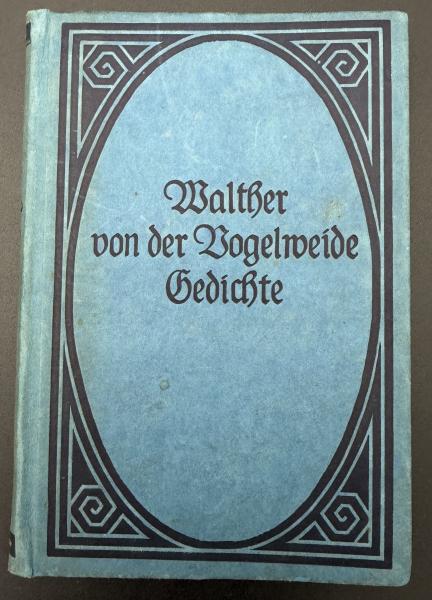 Walther
von der Vogelweide
Gedichte